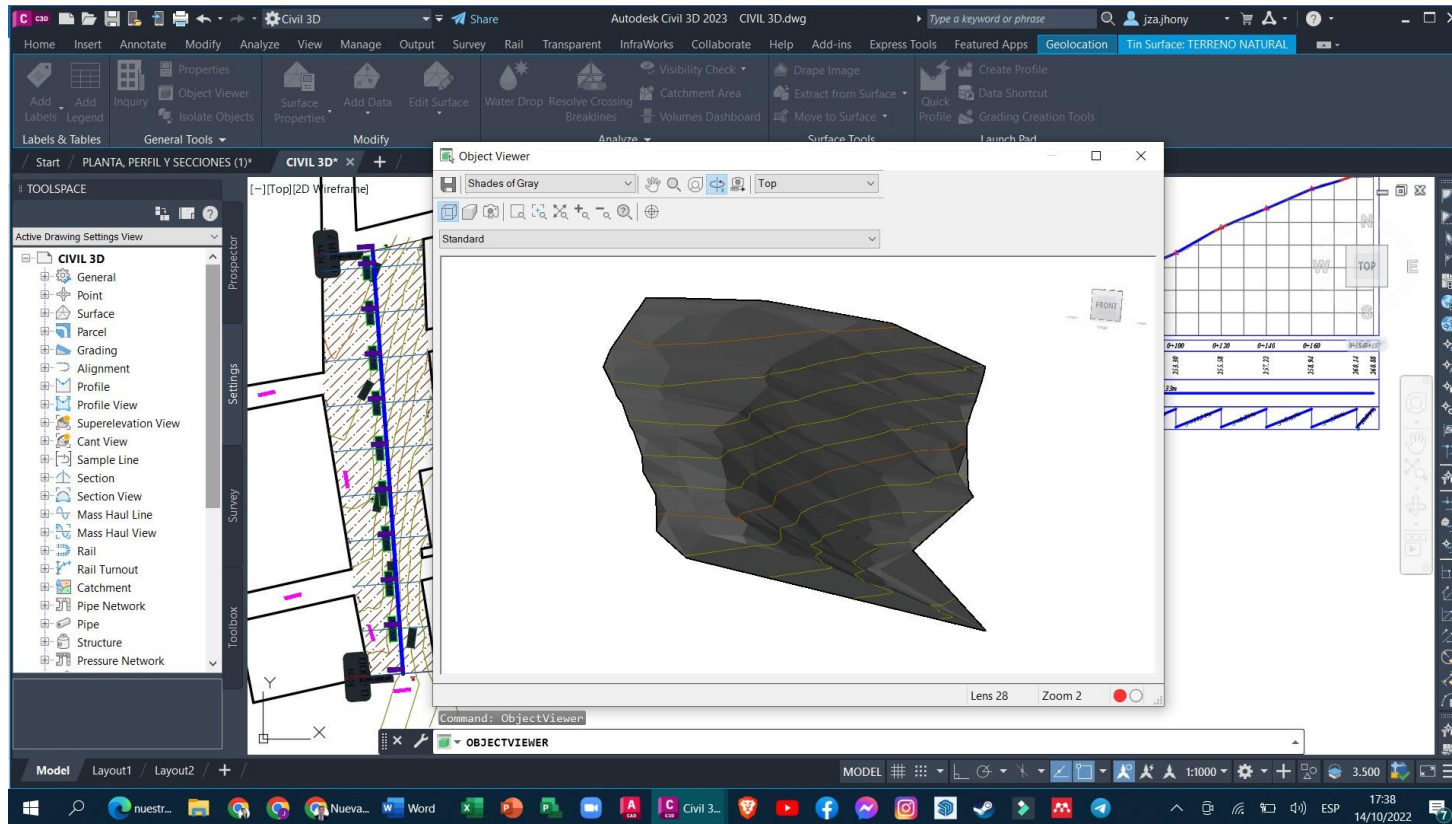 C C3D Civil 3D Share Autodesk Civil 3D 2023 CIVIL 3D.dwg Type a keyword or phrase jza.jhony
Home Insert Annotate Modify Analyze View Manage Output Survey Rail Transparent InfraWorks Collaborate Help Add-ins Express Tools Featured Apps Geolocation Tin Surface: TERRENO NATURAL
Properties Visibility Check Drape Image Create Profile
Object Viewer Catchment Area Extract from Surface Data Shortcut
Isolate Objects Volumes Dashboard Move to Surface Grading Creation Tools
Add Labels Add Legend Inquiry Surface Properties Add Data Edit Surface Water Drop Resolve Crossing Breaklines Quick Profile
Labels & Tables General Tools Modify Analyze Surface Tools Launch Pad
Start PLANTA, PERFIL Y SECCIONES (1)* CIVIL 3D*
TOOLSPACE
Active Drawing Settings View
CIVIL 3D
General
Point
Surface
Parcel
Grading
Alignment
Profile
Profile View
Superelevation View
Cant View
Sample Line
Section
Section View
Mass Haul Line
Mass Haul View
Rail
Rail Turnout
Catchment
Pipe Network
Pipe
Structure
Pressure Network
Prospector
Settings
Survey
Toolbox
[−][Top][2D Wireframe]
Object Viewer
Shades of Gray Top
Standard
FRONT
Lens 28 Zoom 2
N
W TOP E
S
0+100 0+120 0+140 0+160
33m
Y
X
Command: ObjectViewer
OBJECTVIEWER
Model Layout1 Layout2 MODEL 1:1000 3.500
nuestr... Nueva... Word Civil 3... ESP 17:38
14/10/2022